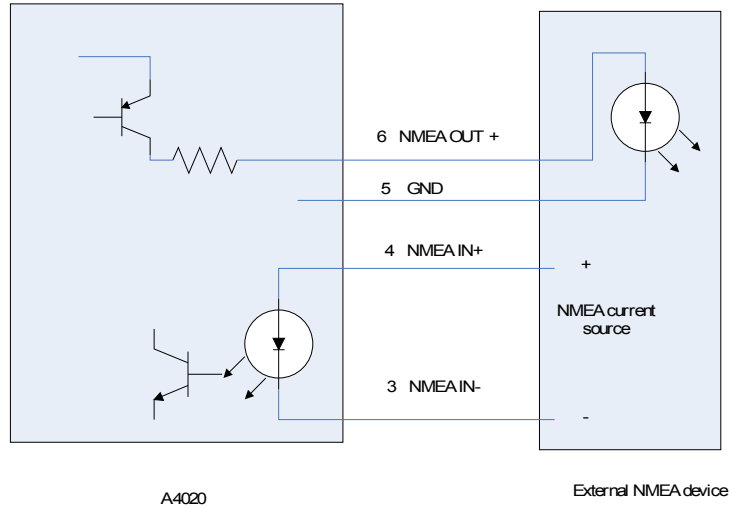 6 NMEA OUT +
5 GND
4 NMEA IN+
+
NMEA current
source
3 NMEA IN-
-
A4020
External NMEA device